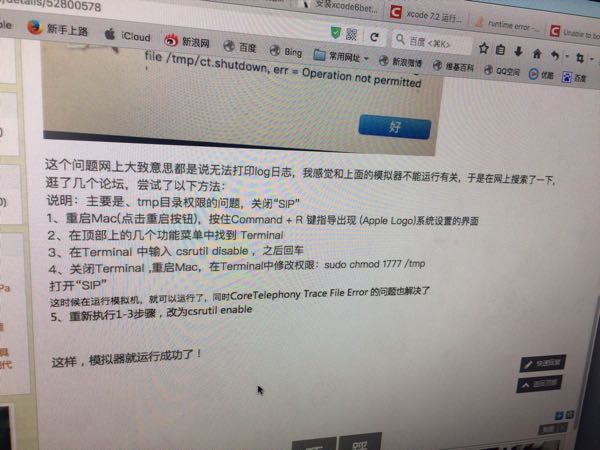 /details/52800578
安装xcode6bet...
xcode 7.2 运行...
runtime error -...
Unable to bo
百度 <⌘K>
新手上路
iCloud
新浪网
百度
Bing
常用网址
新浪微博
维基百科
QQ空间
优酷
百度
file /tmp/ct.shutdown, err = Operation not permitted
好
这个问题网上大致意思都是说无法打印log日志，我感觉和上面的模拟器不能运行有关，于是在网上搜索了一下，
逛了几个论坛，尝试了以下方法：
说明：主要是、tmp目录权限的问题，关闭“SIP”
1、重启Mac(点击重启按钮)，按住Command + R 键指导出现 (Apple Logo)系统设置的界面
2、在顶部上的几个功能菜单中找到 Terminal
3、在Terminal 中输入 csrutil disable ，之后回车
4、关闭Terminal ,重启Mac，在Terminal中修改权限：sudo chmod 1777 /tmp
打开“SIP”
这时候在运行模拟机，就可以运行了，同时CoreTelephony Trace File Error 的问题也解决了
5、重新执行1-3步骤，改为csrutil enable
这样，模拟器就运行成功了！
快速回复
返回顶部